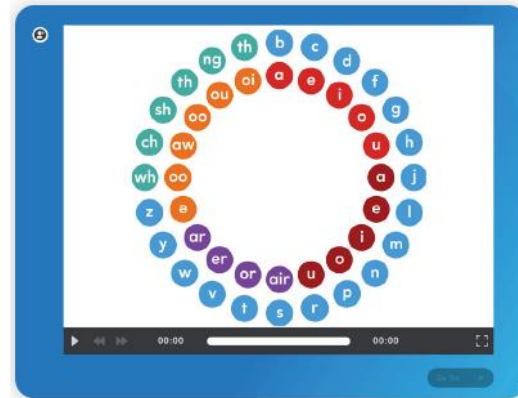 b c d f g h j l m n p r s t v w y z wh ch sh th ng th
a e i o u a e i o u air or er ar e oo aw oo ou oi
00:00 00:00